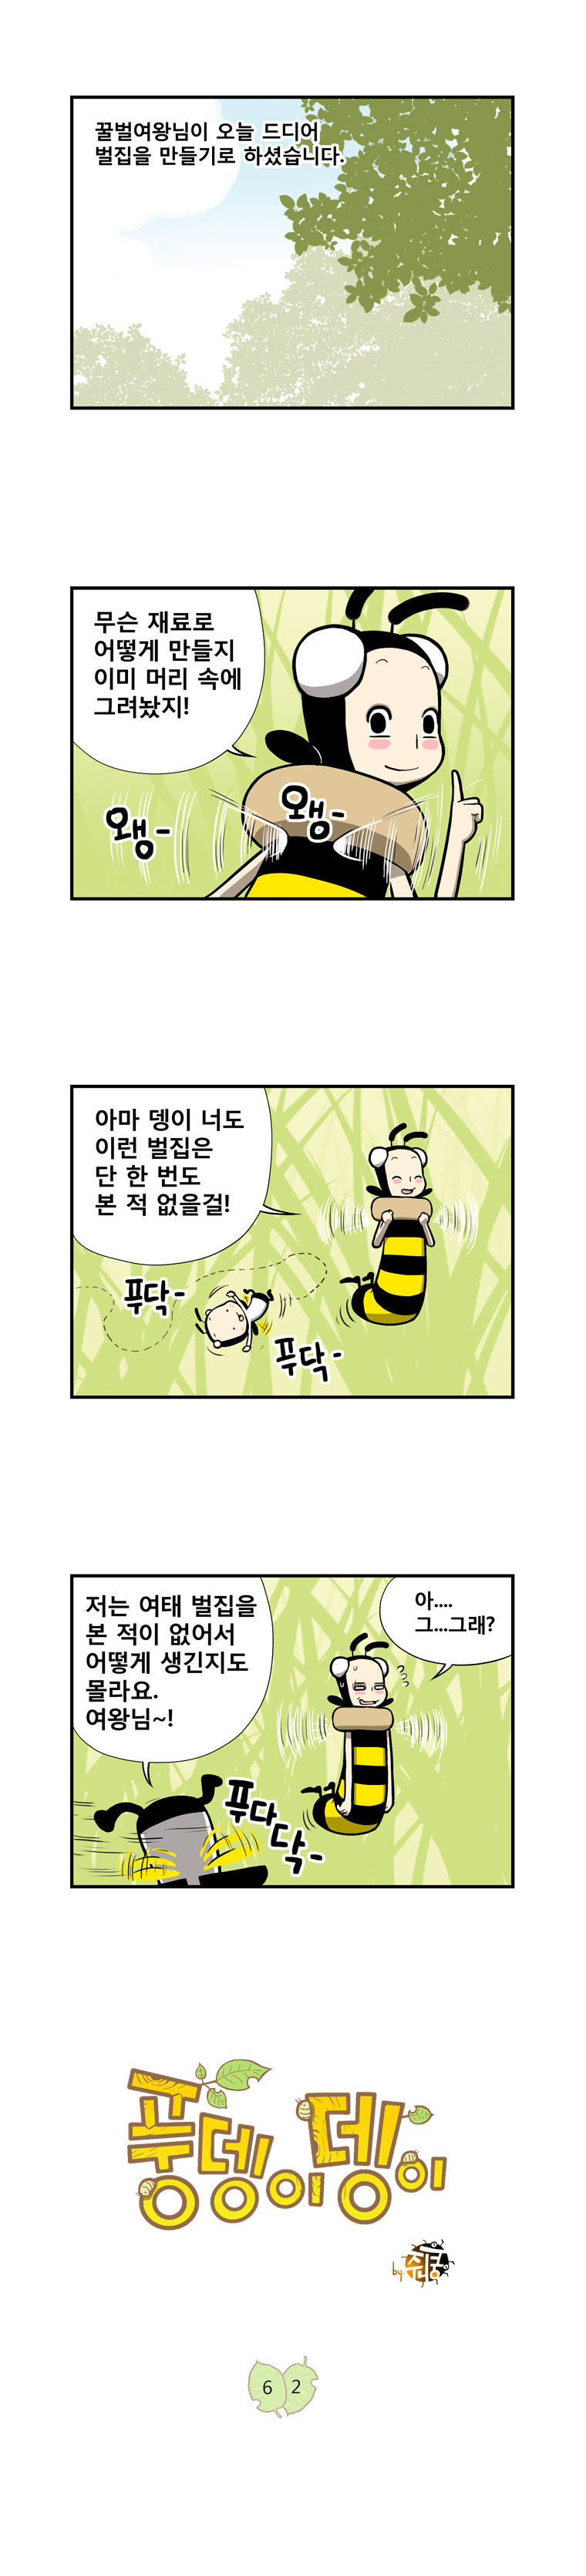 꿀벌여왕님이 오늘 드디어
벌집을 만들기로 하셨습니다.
무슨 재료로
어떻게 만들지
이미 머리 속에
그려놨지!
왱-
왱-
아마 뎅이 너도
이런 벌집은
단 한 번도
본 적 없을걸!
푸닥-
푸닥-
저는 여태 벌집을
본 적이 없어서
어떻게 생긴지도
몰라요.
여왕님~!
아....
그...그래?
푸다닥-
풍뎅이뎅이
by
62